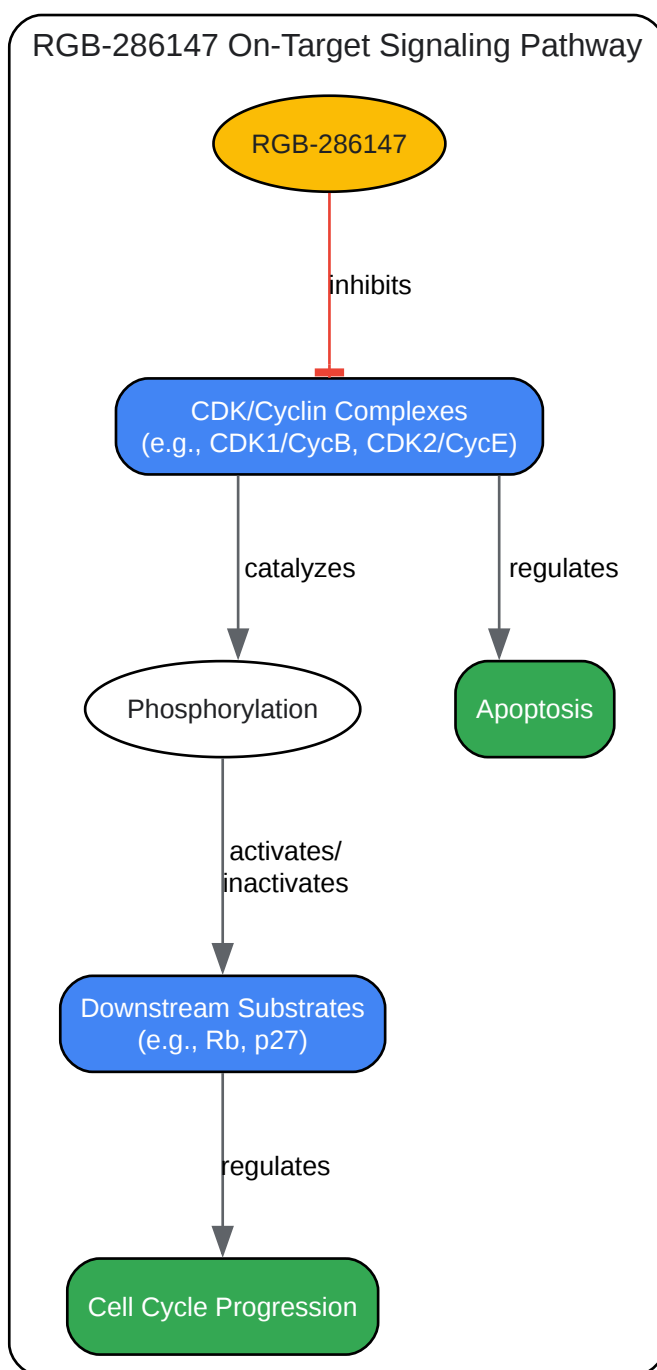 RGB-286147 On-Target Signaling Pathway
RGB-286147
inhibits
CDK/Cyclin Complexes
(e.g., CDK1/CycB, CDK2/CycE)
catalyzes
regulates
Phosphorylation
Apoptosis
activates/
inactivates
Downstream Substrates
(e.g., Rb, p27)
regulates
Cell Cycle Progression